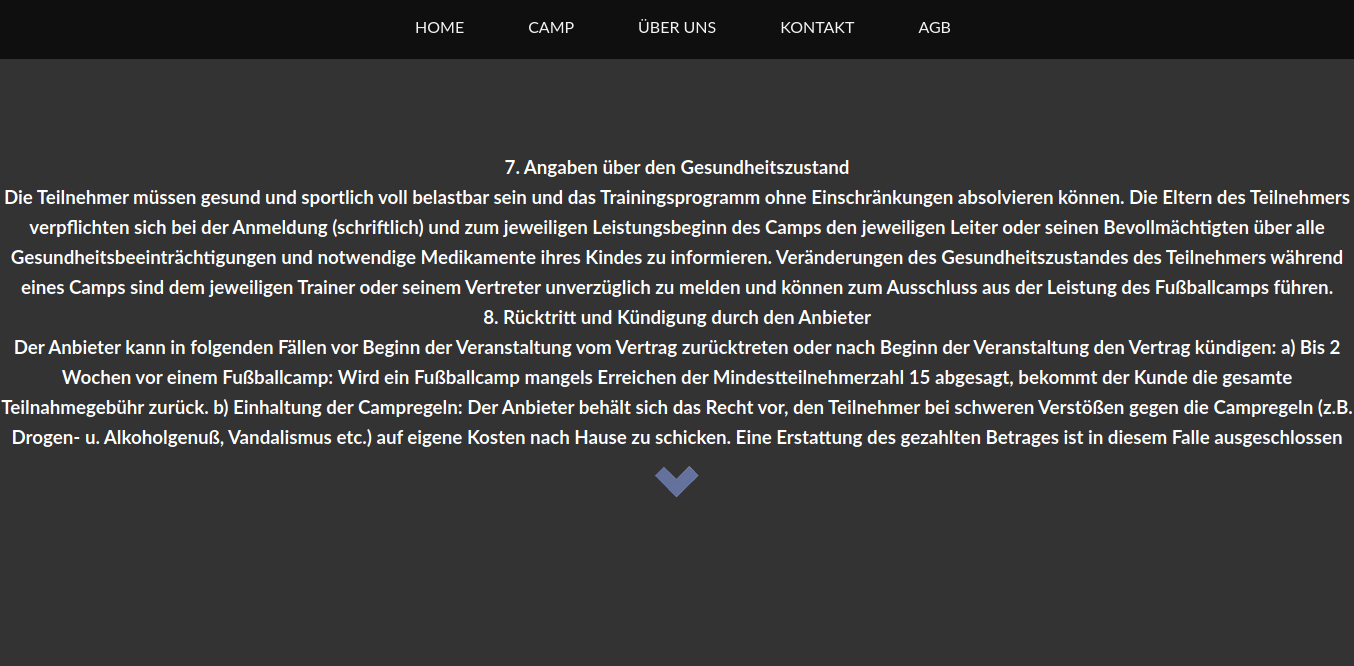 HOME CAMP ÜBER UNS KONTAKT AGB
7. Angaben über den Gesundheitszustand
Die Teilnehmer müssen gesund und sportlich voll belastbar sein und das Trainingsprogramm ohne Einschränkungen absolvieren können. Die Eltern des Teilnehmers
verpflichten sich bei der Anmeldung (schriftlich) und zum jeweiligen Leistungsbeginn des Camps den jeweiligen Leiter oder seinen Bevollmächtigten über alle
Gesundheitsbeeinträchtigungen und notwendige Medikamente ihres Kindes zu informieren. Veränderungen des Gesundheitszustandes des Teilnehmers während
eines Camps sind dem jeweiligen Trainer oder seinem Vertreter unverzüglich zu melden und können zum Ausschluss aus der Leistung des Fußballcamps führen.
8. Rücktritt und Kündigung durch den Anbieter
Der Anbieter kann in folgenden Fällen vor Beginn der Veranstaltung vom Vertrag zurücktreten oder nach Beginn der Veranstaltung den Vertrag kündigen: a) Bis 2
Wochen vor einem Fußballcamp: Wird ein Fußballcamp mangels Erreichen der Mindestteilnehmerzahl 15 abgesagt, bekommt der Kunde die gesamte
Teilnahmegebühr zurück. b) Einhaltung der Campregeln: Der Anbieter behält sich das Recht vor, den Teilnehmer bei schweren Verstößen gegen die Campregeln (z.B.
Drogen- u. Alkoholgenuß, Vandalismus etc.) auf eigene Kosten nach Hause zu schicken. Eine Erstattung des gezahlten Betrages ist in diesem Falle ausgeschlossen